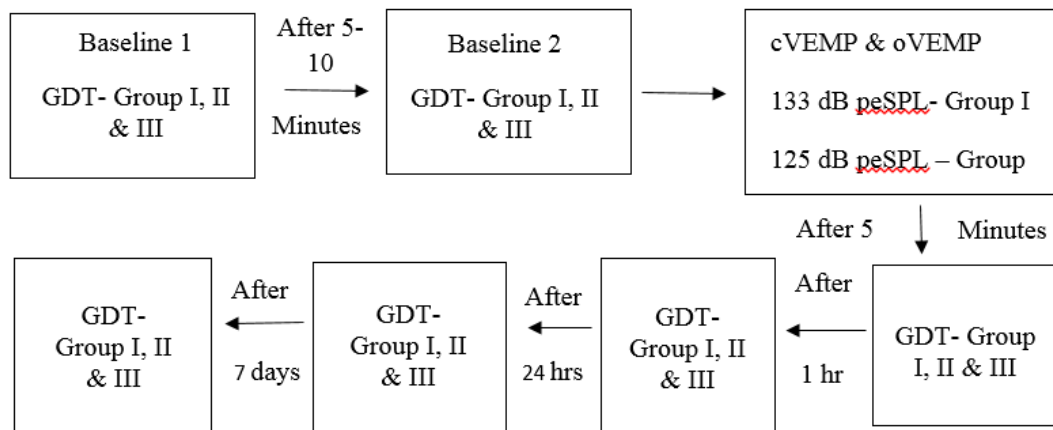 Baseline 1
GDT- Group I, II
& III
After 5-
10
Minutes
Baseline 2
GDT- Group I, II
& III
cVEMP & oVEMP
133 dB peSPL- Group I
125 dB peSPL – Group
After 5
Minutes
GDT- Group
I, II & III
After
1 hr
GDT-
Group I, II
& III
After
24 hrs
GDT-
Group I, II
& III
After
7 days
GDT-
Group I, II
& III